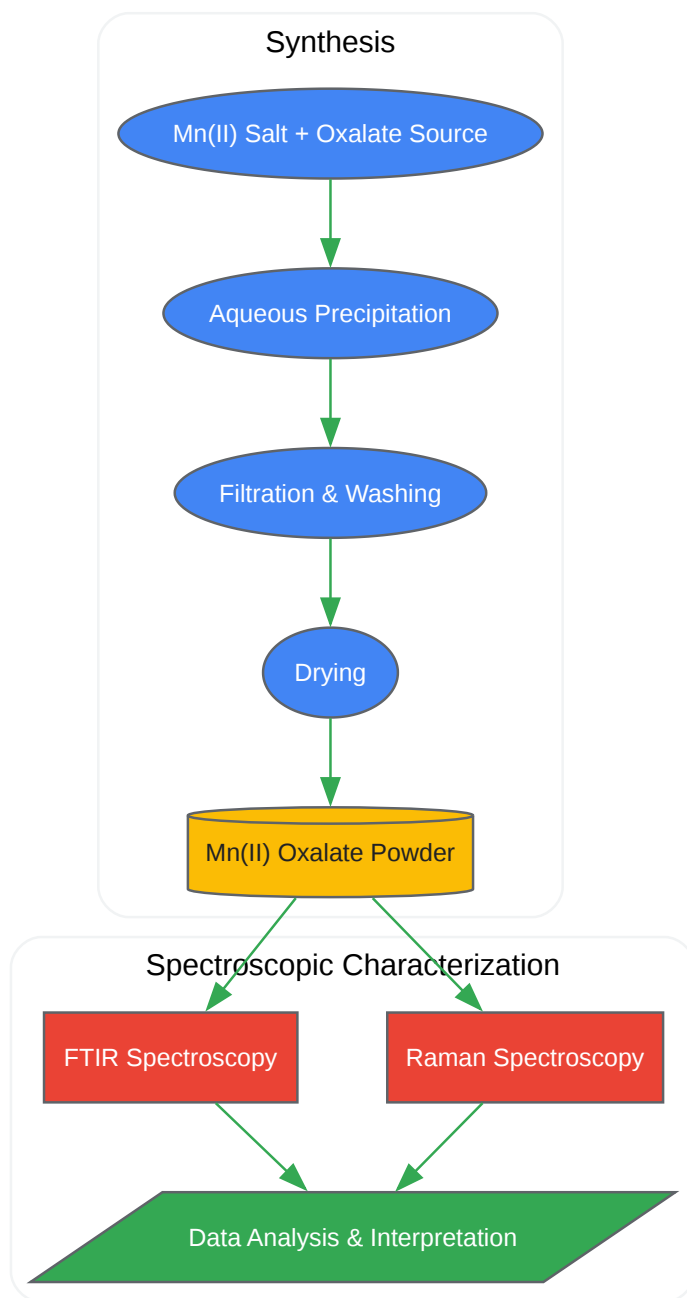 Synthesis
Mn(II) Salt + Oxalate Source
Aqueous Precipitation
Filtration & Washing
Drying
Mn(II) Oxalate Powder
Spectroscopic Characterization
FTIR Spectroscopy
Raman Spectroscopy
Data Analysis & Interpretation